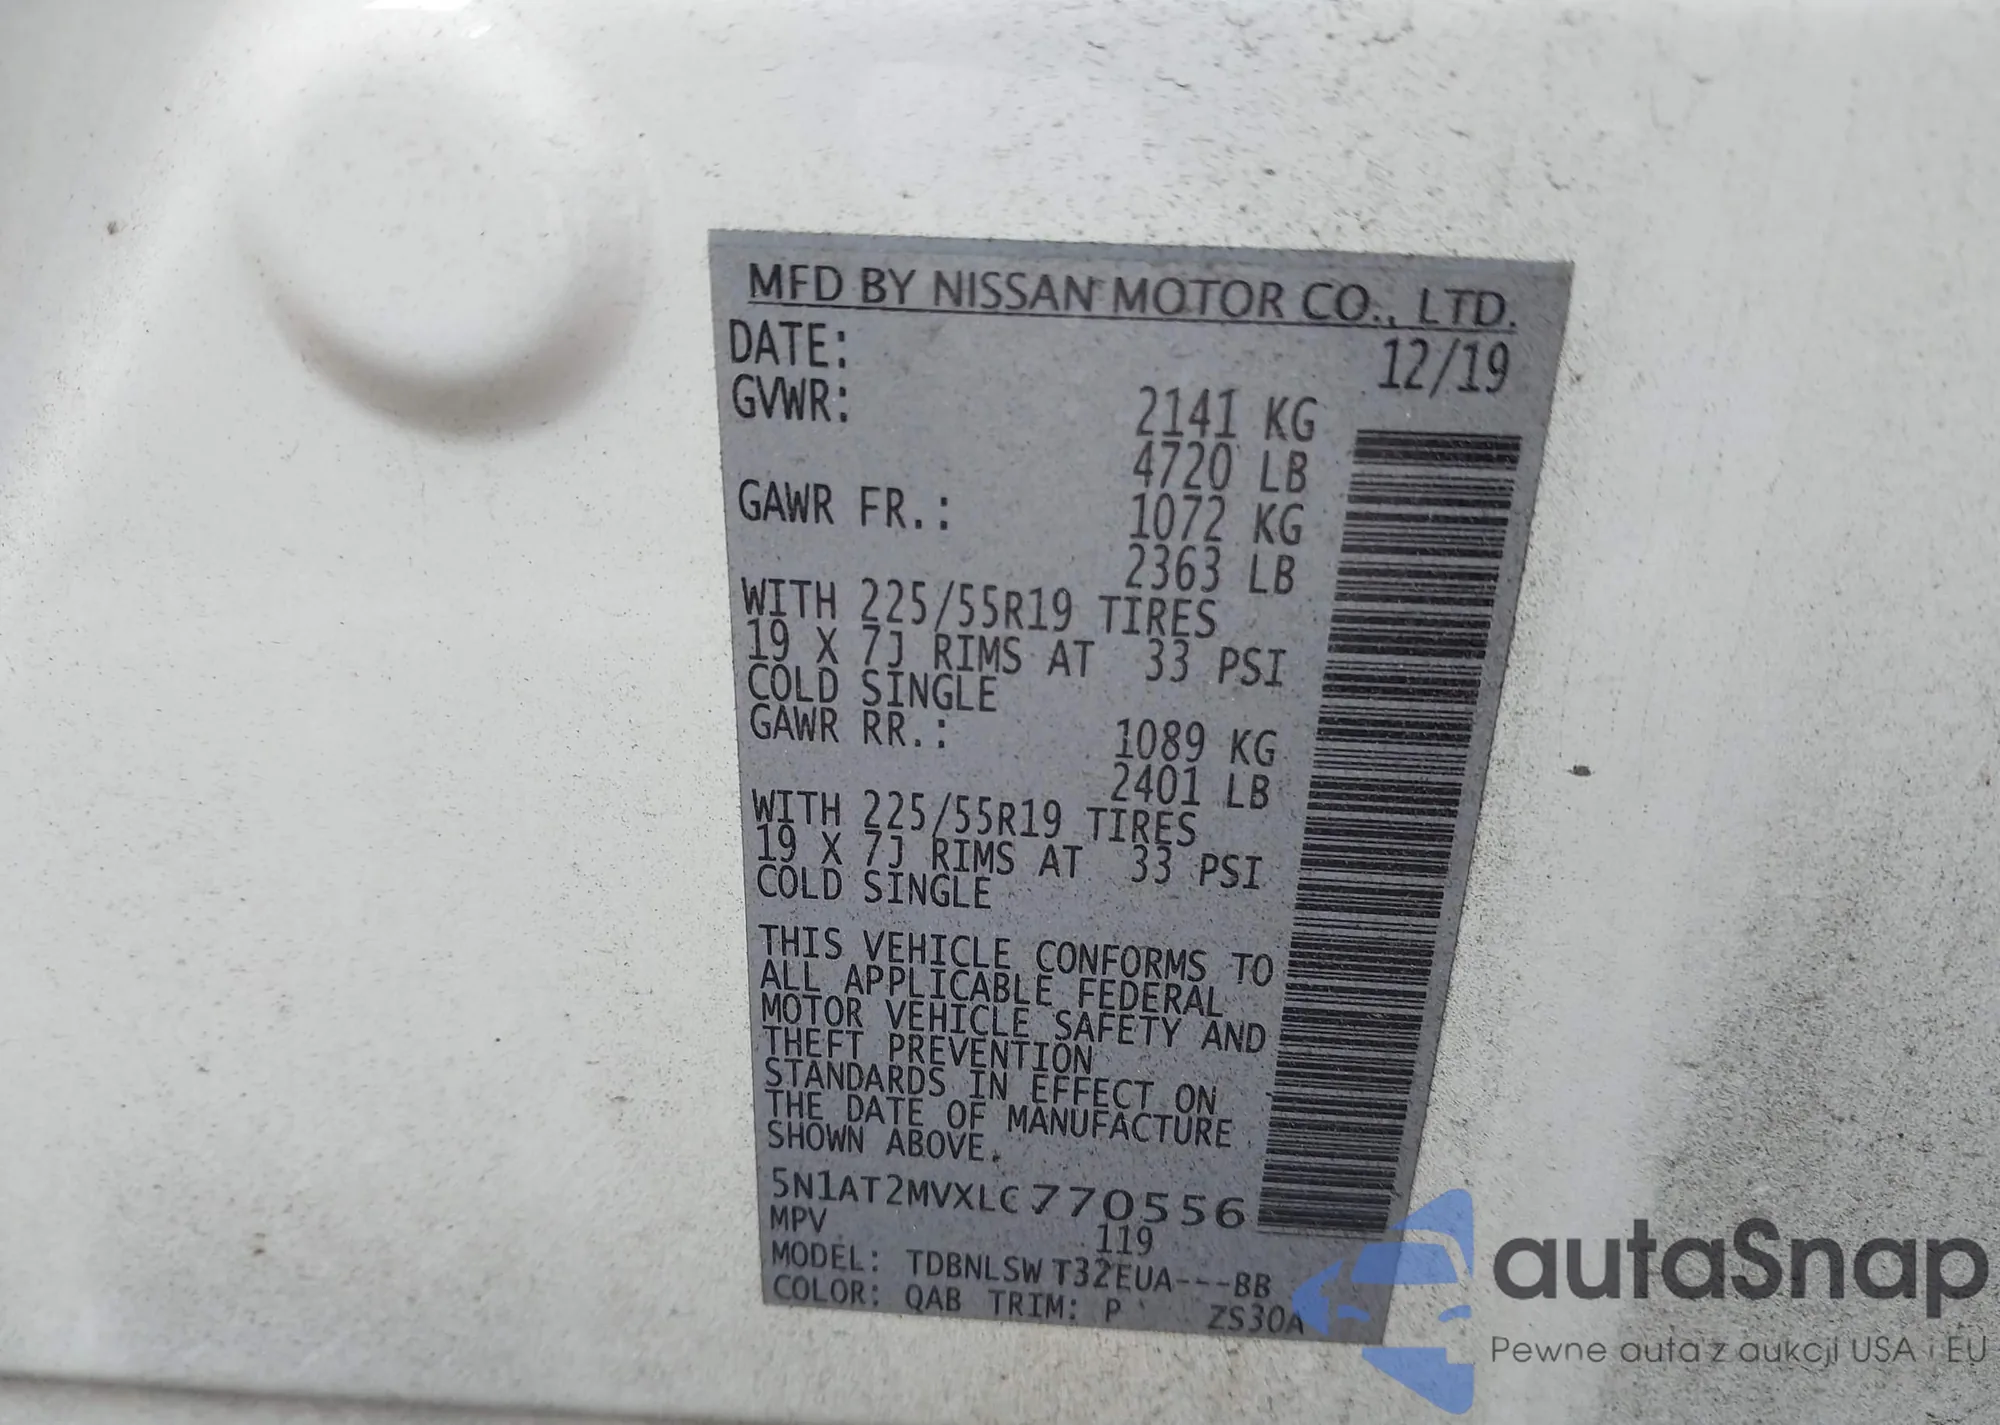 MFD BY NISSAN MOTOR CO., LTD.
DATE: 12/19
GVWR: 2141 KG
4720 LB
GAWR FR.: 1072 KG
2363 LB
WITH 225/55R19 TIRES
19 X 7J RIMS AT 33 PSI
COLD SINGLE
GAWR RR.: 1089 KG
2401 LB
WITH 225/55R19 TIRES
19 X 7J RIMS AT 33 PSI
COLD SINGLE
THIS VEHICLE CONFORMS TO
ALL APPLICABLE FEDERAL
MOTOR VEHICLE SAFETY AND
THEFT PREVENTION
STANDARDS IN EFFECT ON
THE DATE OF MANUFACTURE
SHOWN ABOVE.
5N1AT2MVXLC770556
MPV 119
MODEL: TDBNLSW T32EUA---BB
COLOR: QAB TRIM: P ZS30A
autaSnap
Pewne auta z aukcji USA i EU